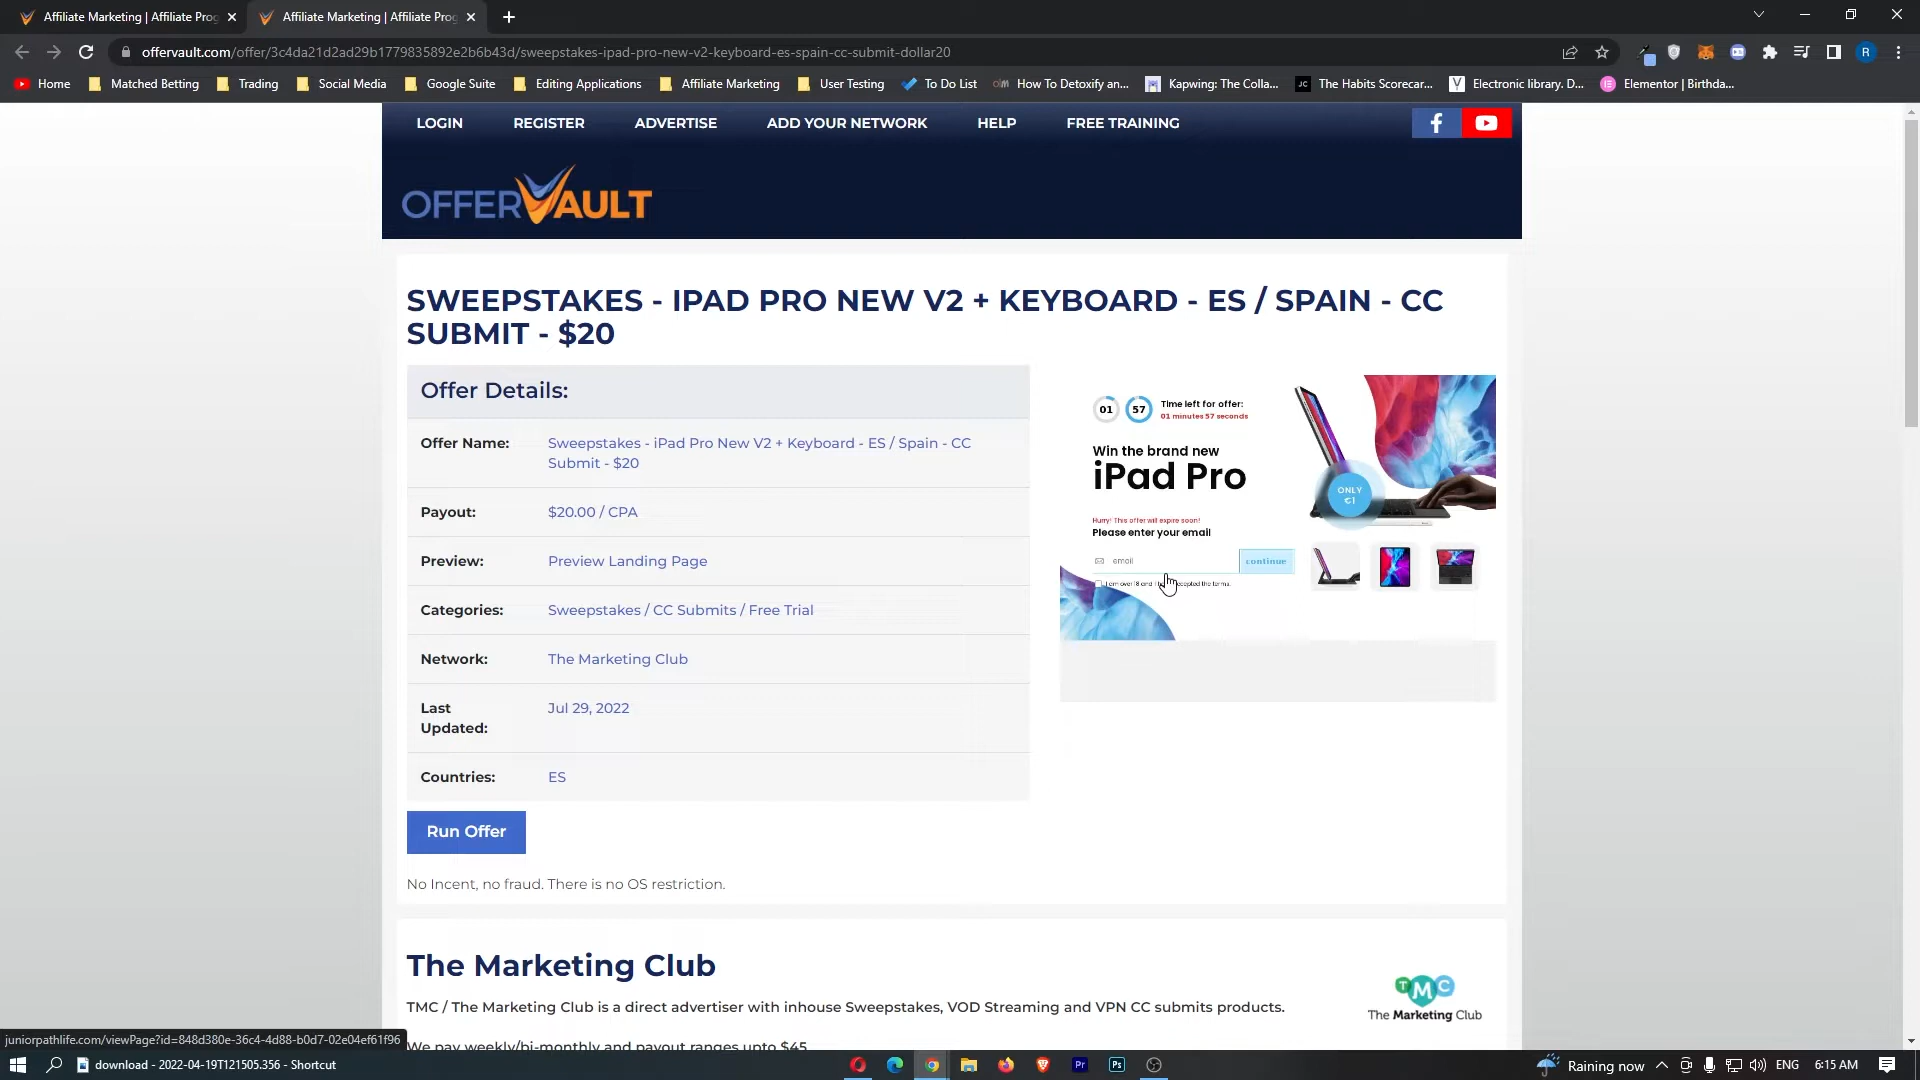 Affiliate Marketing | Affiliate Prog
Affiliate Marketing | Affiliate Prog
offervault.com/offer/3c4da21d2ad29b1779835892e2b6b43d/sweepstakes-ipad-pro-new-v2-keyboard-es-spain-cc-submit-dollar20
R
Home
Matched Betting
Trading
Social Media
Google Suite
Editing Applications
Affiliate Marketing
User Testing
To Do List
How To Detoxify an...
Kapwing: The Colla...
JC
The Habits Scorecar...
Electronic library. D...
Elementor | Birthda...
LOGIN
REGISTER
ADVERTISE
ADD YOUR NETWORK
HELP
FREE TRAINING
OFFERVAULT
SWEEPSTAKES - IPAD PRO NEW V2 + KEYBOARD - ES / SPAIN - CC
SUBMIT - $20
Offer Details:
Offer Name:
Sweepstakes - iPad Pro New V2 + Keyboard - ES / Spain - CC
Submit - $20
Payout:
$20.00 / CPA
Preview:
Preview Landing Page
Categories:
Sweepstakes / CC Submits / Free Trial
Network:
The Marketing Club
Last
Updated:
Jul 29, 2022
Countries:
ES
01
57
Time left for offer:
01 minutes 57 seconds
Win the brand new
iPad Pro
ONLY
€1
Hurry! This offer will expire soon!
Please enter your email
email
continue
I am over 18 and I accepted the terms.
Run Offer
No Incent, no fraud. There is no OS restriction.
The Marketing Club
TMC / The Marketing Club is a direct advertiser with inhouse Sweepstakes, VOD Streaming and VPN CC submits products.
TMC
The Marketing Club
We pay weekly/bi-monthly and payout ranges upto $45
juniorpathlife.com/viewPage?id=848d380e-36c4-4d88-b0d7-02e04ef61f96
download - 2022-04-19T121505.356 - Shortcut
Pr
Ps
Raining now
ENG
6:15 AM